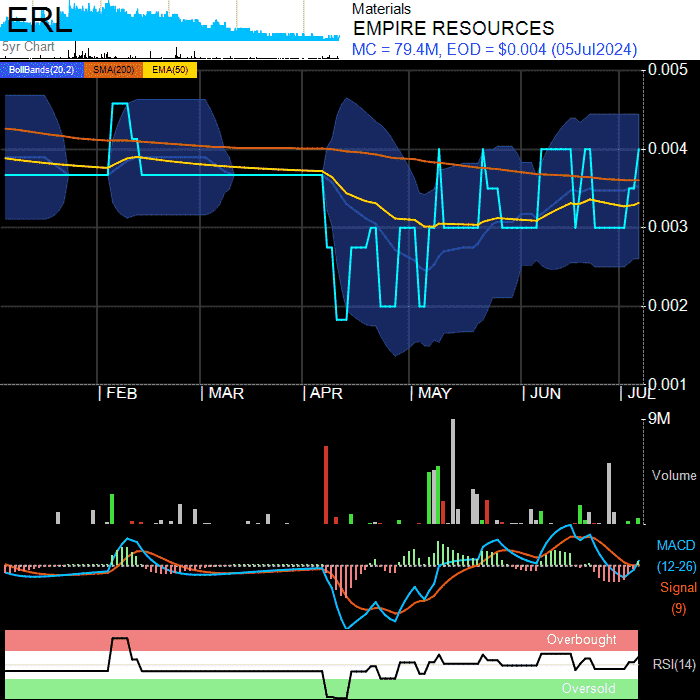 ERL
5yr Chart
Materials
EMPIRE RESOURCES
MC = 79.4M, EOD = $0.004 (05Jul2024)
BollBands(20,2) SMA(200) EMA(50)
0.005
0.004
0.003
0.002
0.001
FEB MAR APR MAY JUN JUL
9M
Volume
MACD
(12-26)
Signal
(9)
Overbought
RSI(14)
Oversold